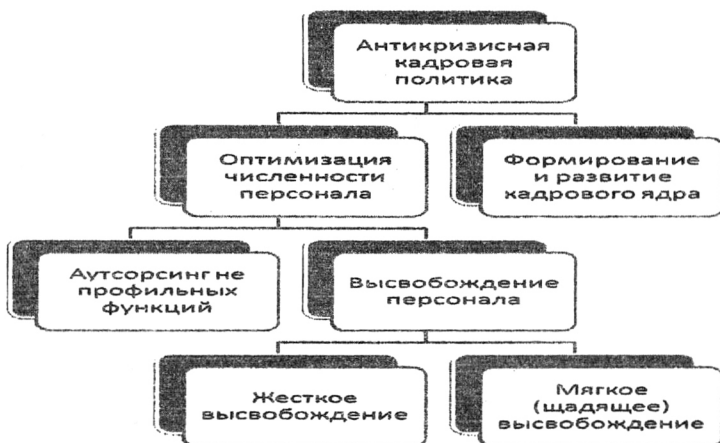 Антикризисная
кадровая
политика
Оптимизация
численности
персонала
Формирование
и развитие
кадрового ядра
Аутсорсинг не
профильных
функций
Высвобождение
персонала
Жесткое
высвобождение
Мягкое
(щадящее)
высвобождение